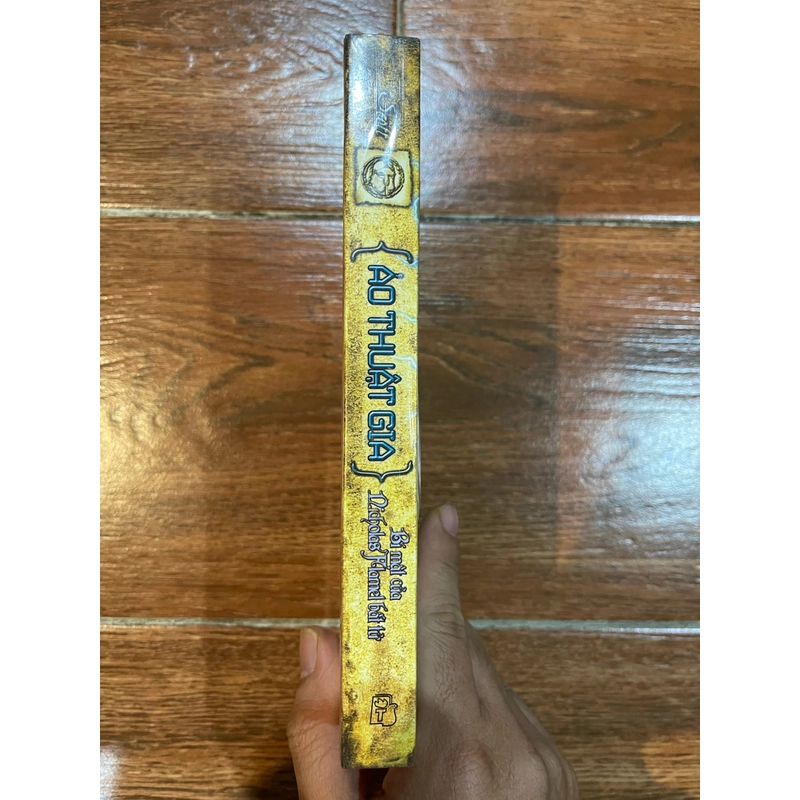 Scott
{ẢO THUẬT GIA}
Bí mật của
Nicholas Flamel bất tử